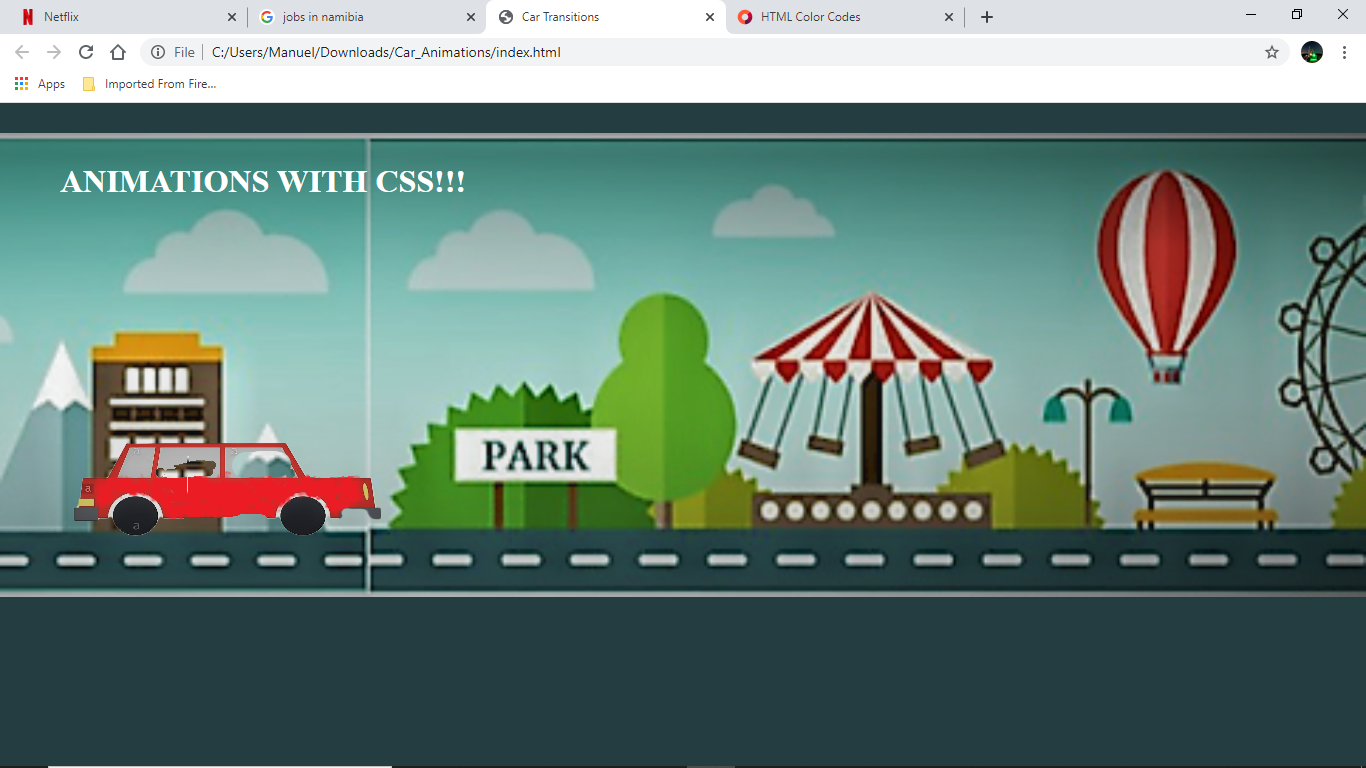 Netflix
jobs in namibia
Car Transitions
HTML Color Codes
File C:/Users/Manuel/Downloads/Car_Animations/index.html
Apps
Imported From Fire...
ANIMATIONS WITH CSS!!!
PARK
a
a
a
a